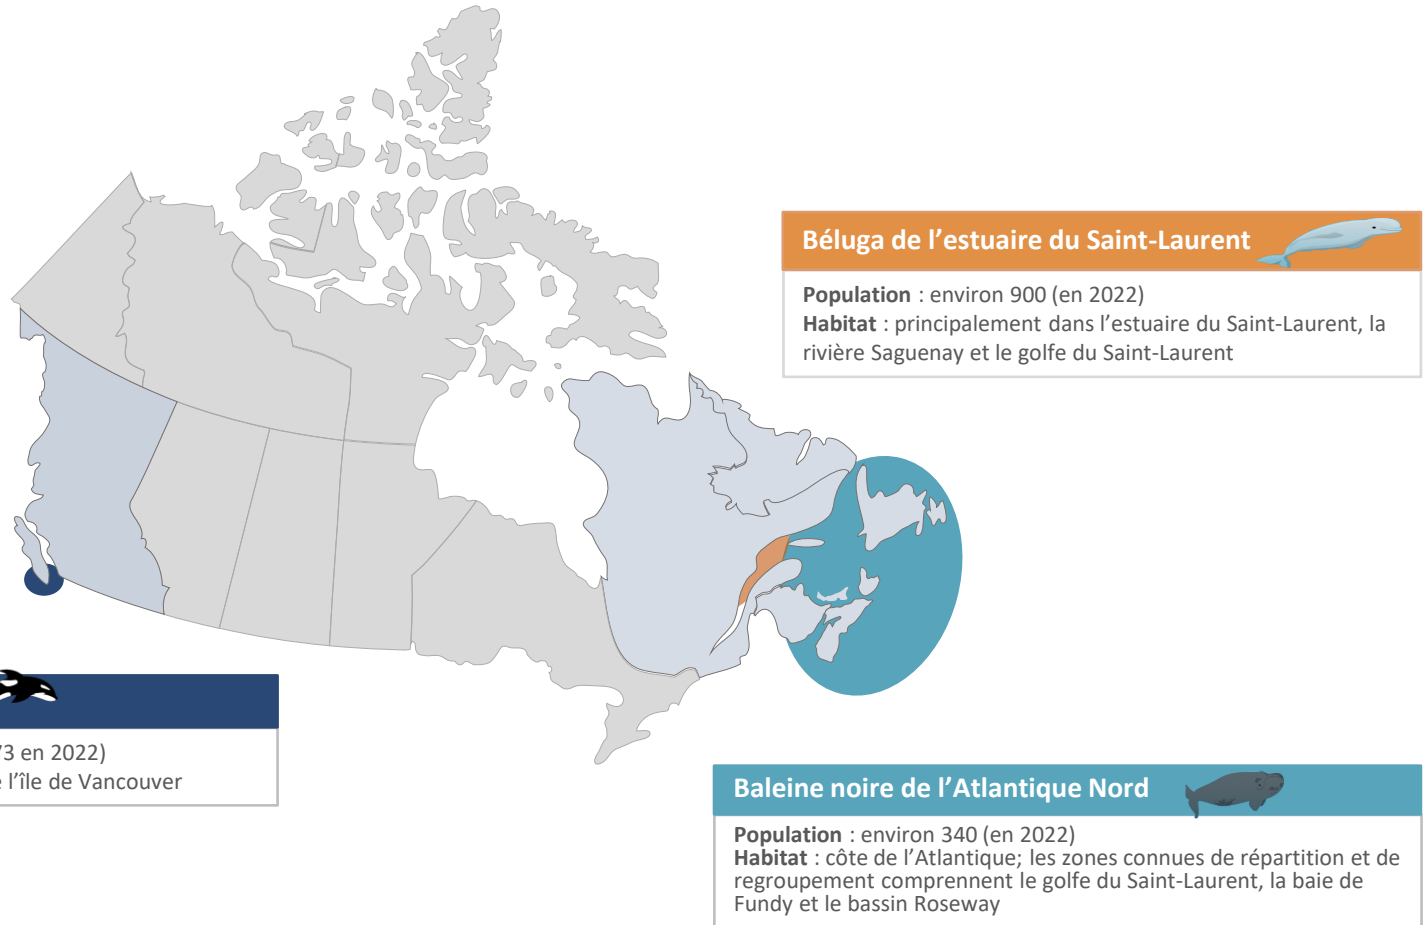 Béluga de l’estuaire du Saint-Laurent
Population : environ 900 (en 2022)
Habitat : principalement dans l’estuaire du Saint-Laurent, la
rivière Saguenay et le golfe du Saint-Laurent
73 en 2022)
l’île de Vancouver
Baleine noire de l’Atlantique Nord
Population : environ 340 (en 2022)
Habitat : côte de l’Atlantique; les zones connues de répartition et de
regroupement comprennent le golfe du Saint-Laurent, la baie de
Fundy et le bassin Roseway